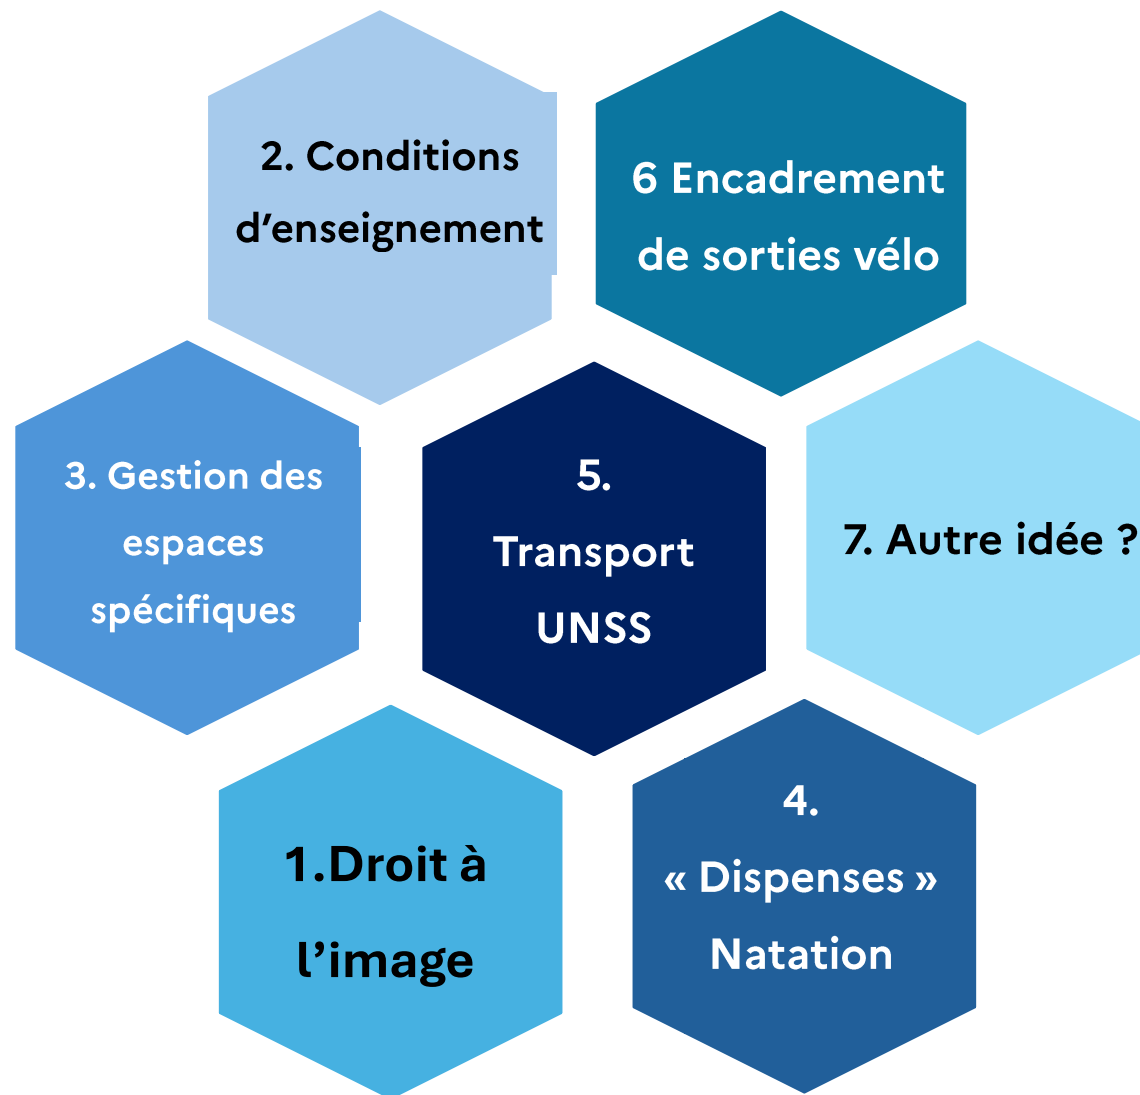 2. Conditions
d’enseignement
6 Encadrement
de sorties vélo
3. Gestion des
espaces
spécifiques
5.
Transport
UNSS
7. Autre idée ?
1.Droit à
l’image
4.
« Dispenses »
Natation